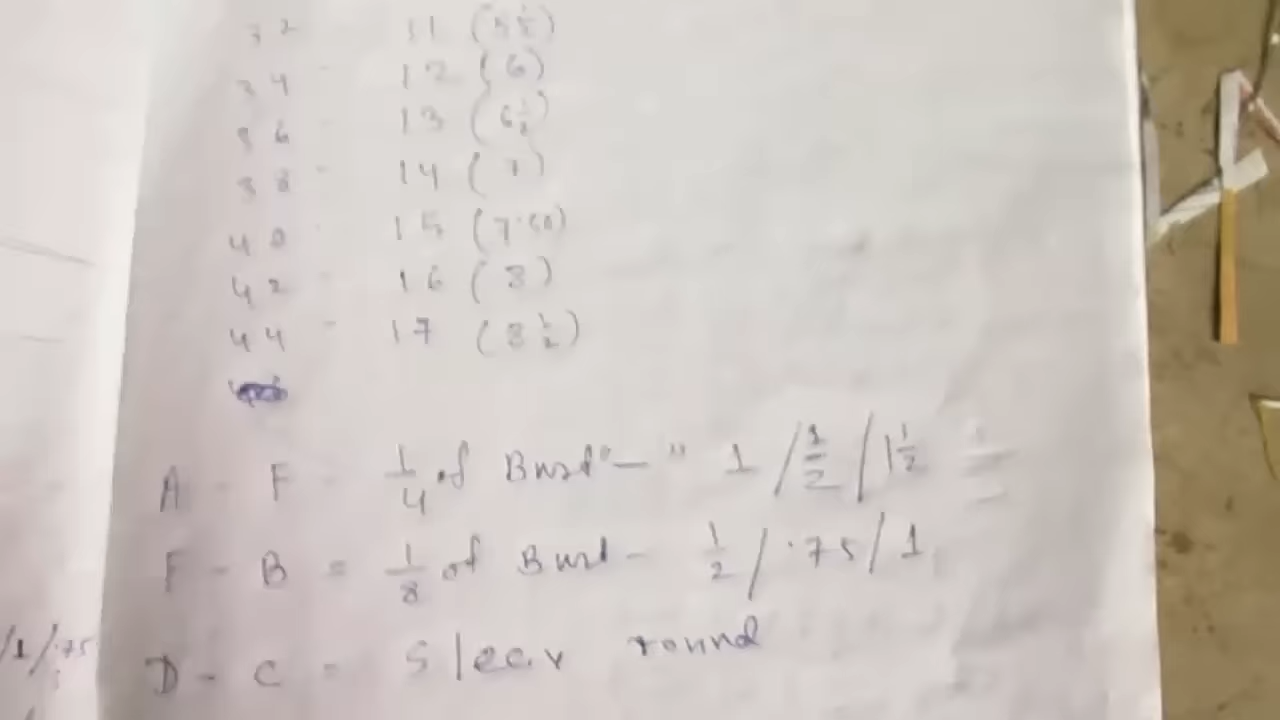 32 11 (5½)
34 - 12 (6)
36 - 13 (6½)
38 - 14 (7)
40 - 15 (7.50)
42 - 16 (8)
44 - 17 (8½)
A - F - ¼ of Bust" - " 1 / ½ / 1½
F - B = ⅛ of Bust - ½ / .75 / 1
D - C = Sleev round
/1/.75